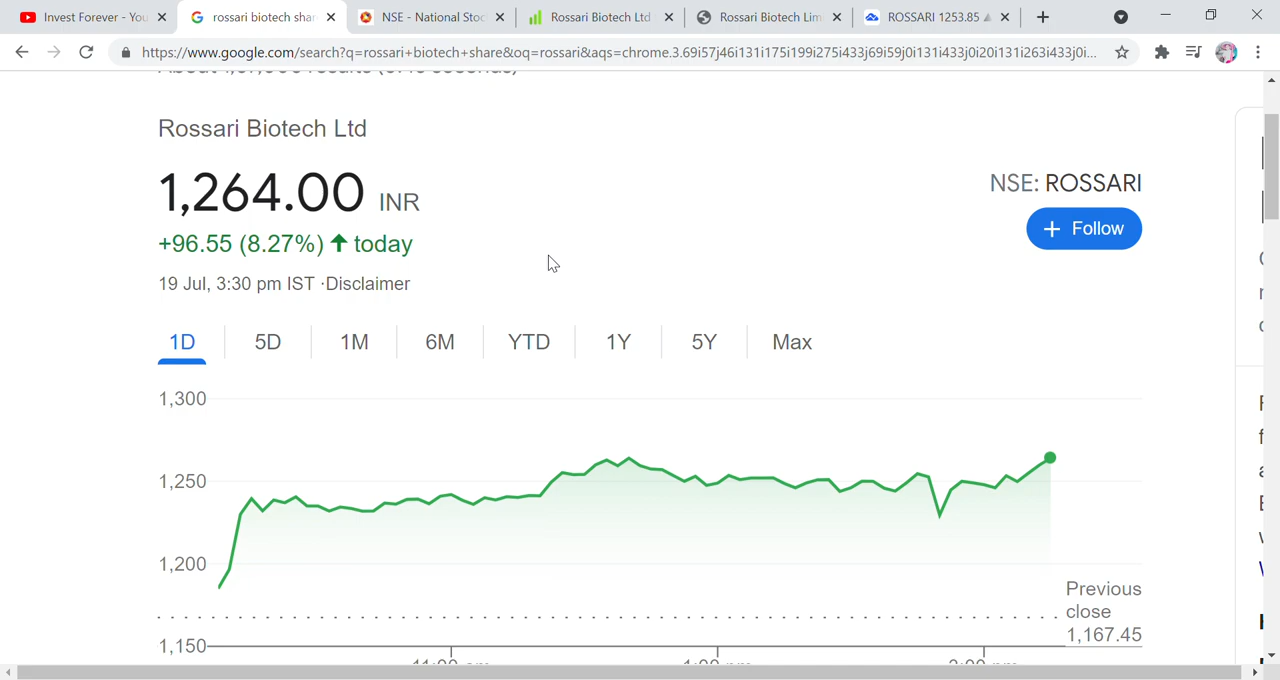 Invest Forever - You
rossari biotech shar
NSE - National Stoc
Rossari Biotech Ltd
Rossari Biotech Lim
ROSSARI 1253.85
https://www.google.com/search?q=rossari+biotech+share&oq=rossari&aqs=chrome.3.69i57j46i131i175i199i275i433j69i59j0i131i433j0i20i131i263i433j0i...
Rossari Biotech Ltd
1,264.00 INR
NSE: ROSSARI
+96.55 (8.27%) ↑ today
+ Follow
19 Jul, 3:30 pm IST ·Disclaimer
1D 5D 1M 6M YTD 1Y 5Y Max
1,300
1,250
1,200
1,150
Previous
close
1,167.45